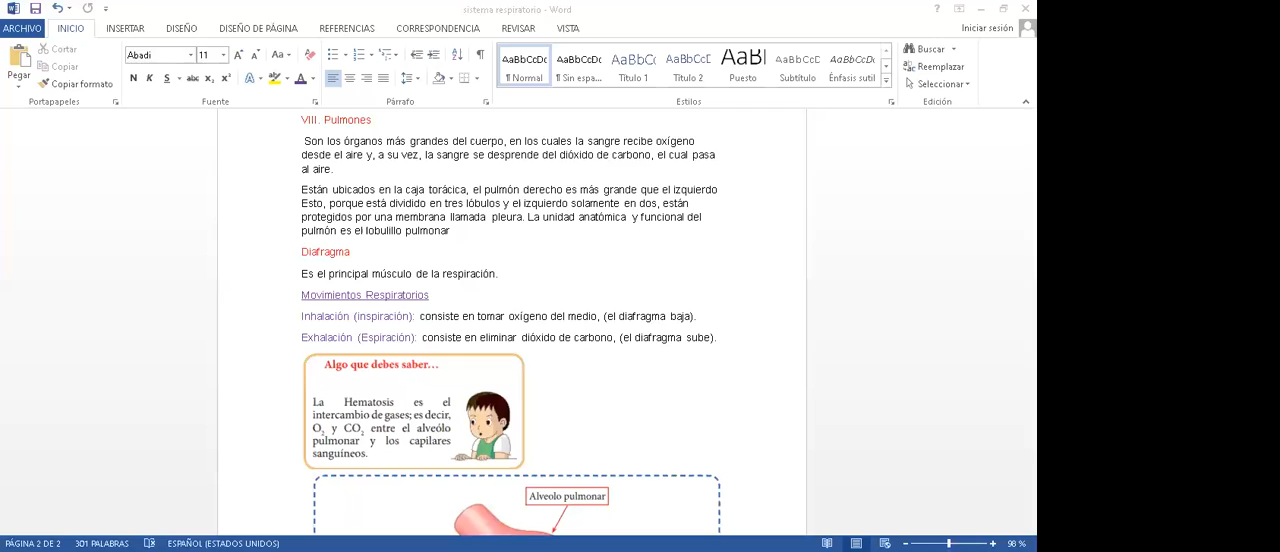 sistema respiratorio - Word
ARCHIVO INICIO INSERTAR DISEÑO DISEÑO DE PÁGINA REFERENCIAS CORRESPONDENCIA REVISAR VISTA Iniciar sesión
Pegar
Cortar
Copiar
Copiar formato
Portapapeles
Abadi 11
N K S abc x₂ x²
Fuente
Párrafo
AaBbCcDc AaBbCcDc AaBbCc AaBbCcD AaBl AaBbCcD AaBbCcDc
¶ Normal ¶ Sin espa... Título 1 Título 2 Puesto Subtítulo Énfasis sutil
Estilos
Buscar
Reemplazar
Seleccionar
Edición
VIII. Pulmones
Son los órganos más grandes del cuerpo, en los cuales la sangre recibe oxígeno
desde el aire y, a su vez, la sangre se desprende del dióxido de carbono, el cual pasa
al aire.
Están ubicados en la caja torácica, el pulmón derecho es más grande que el izquierdo
Esto, porque está dividido en tres lóbulos y el izquierdo solamente en dos, están
protegidos por una membrana llamada pleura. La unidad anatómica y funcional del
pulmón es el lobulillo pulmonar
Diafragma
Es el principal músculo de la respiración.
Movimientos Respiratorios
Inhalación (inspiración): consiste en tomar oxígeno del medio, (el diafragma baja).
Exhalación (Espiración): consiste en eliminar dióxido de carbono, (el diafragma sube).
Algo que debes saber...
La Hematosis es el
intercambio de gases; es decir,
O₂ y CO₂ entre el alveólo
pulmonar y los capilares
sanguíneos.
Alveolo pulmonar
PÁGINA 2 DE 2 301 PALABRAS ESPAÑOL (ESTADOS UNIDOS) 98 %